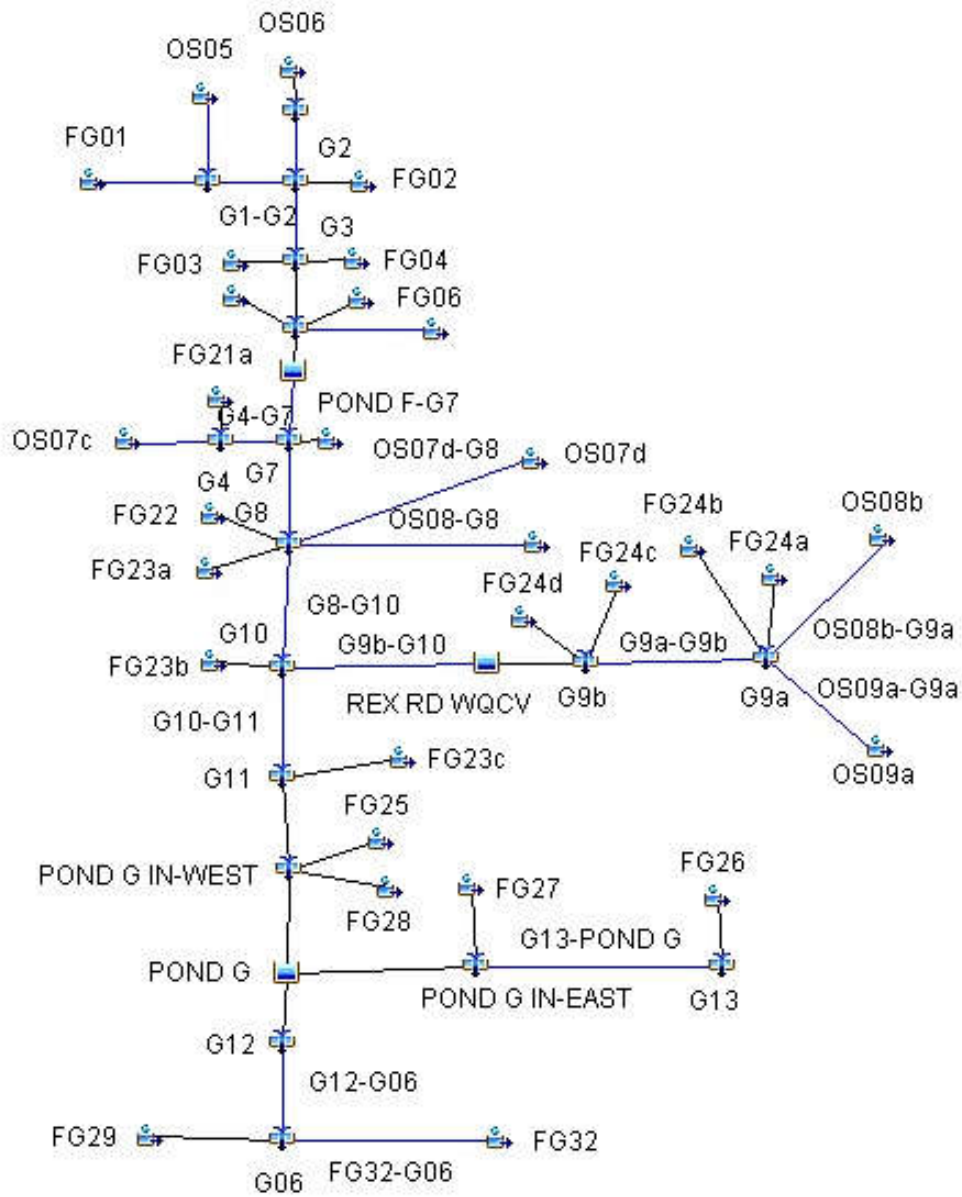 OS06
OS05
FG01
G2
FG02
G1-G2
G3
FG03
FG04
FG06
FG21a
POND F-G7
G4-G7
OS07c
G7
OS07d-G8
OS07d
G4
FG22
G8
OS08-G8
FG24b
OS08b
FG24a
FG23a
FG24c
FG24d
G8-G10
OS08b-G9a
G10
G9b-G10
G9a-G9b
FG23b
REX RD WQCV
G9b
G9a
OS09a-G9a
G10-G11
FG23c
OS09a
G11
FG25
POND G IN-WEST
FG26
FG27
FG28
G13-POND G
POND G
POND G IN-EAST
G13
G12
G12-G06
FG29
FG32
FG32-G06
G06